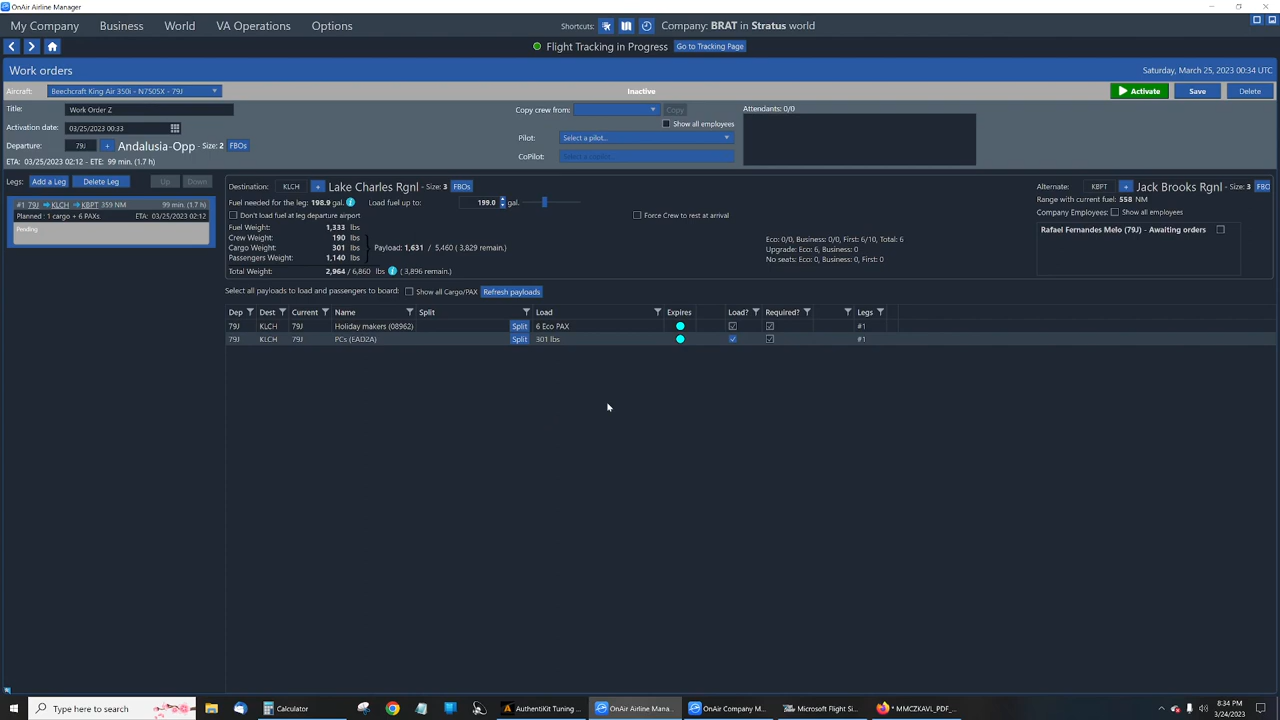 OnAir Airline Manager
My Company Business World VA Operations Options Shortcuts: Company: BRAT in Stratus world
Flight Tracking in Progress Go to Tracking Page
Work orders Saturday, March 25, 2023 00:34 UTC
Aircraft: Beechcraft King Air 350i - N7505X - 79J Inactive Activate Save Delete
Title: Work Order Z Copy crew from: Copy Attendants: 0/0
Show all employees
Activation date: 03/25/2023 00:33
Pilot: Select a pilot...
Departure: 79J + Andalusia-Opp - Size: 2 FBOs
CoPilot: Select a copilot...
ETA: 03/25/2023 02:12 - ETE: 99 min. (1.7 h)
Legs: Add a Leg Delete Leg Up Down
Destination: KLCH + Lake Charles Rgnl - Size: 3 FBOs Alternate: KBPT + Jack Brooks Rgnl - Size: 3 FBO
#1 79J KLCH KBPT 359 NM 99 min. (1.7 h)
Planned : 1 cargo + 6 PAXs ETA: 03/25/2023 02:12
Pending
Fuel needed for the leg: 198.9 gal. Load fuel up to: 199.0 gal. Range with current fuel: 558 NM
Don't load fuel at leg departure airport Force Crew to rest at arrival Company Employees: Show all employees
Fuel Weight: 1,333 lbs Rafael Fernandes Melo (79J) - Awaiting orders
Crew Weight: 190 lbs
Cargo Weight: 301 lbs Payload: 1,631 / 5,460 ( 3,829 remain.)
Passengers Weight: 1,140 lbs
Eco: 0/0, Business: 0/0, First: 6/10, Total: 6
Upgrade: Eco: 6, Business: 0
No seats: Eco: 0, Business: 0, First: 0
Total Weight: 2,964 / 6,860 lbs ( 3,896 remain.)
Select all payloads to load and passengers to board: Show all Cargo/PAX Refresh payloads
Dep Dest Current Name Split Load Expires Load? Required? Legs
79J KLCH 79J Holiday makers (08962) Split 6 Eco PAX #1
79J KLCH 79J PCs (EAD2A) Split 301 lbs #1
Type here to search Calculator AuthentiKit Tuning ... OnAir Airline Mana... OnAir Company M... Microsoft Flight Si... * MMCZKAVL_PDF_... 8:34 PM
3/24/2023